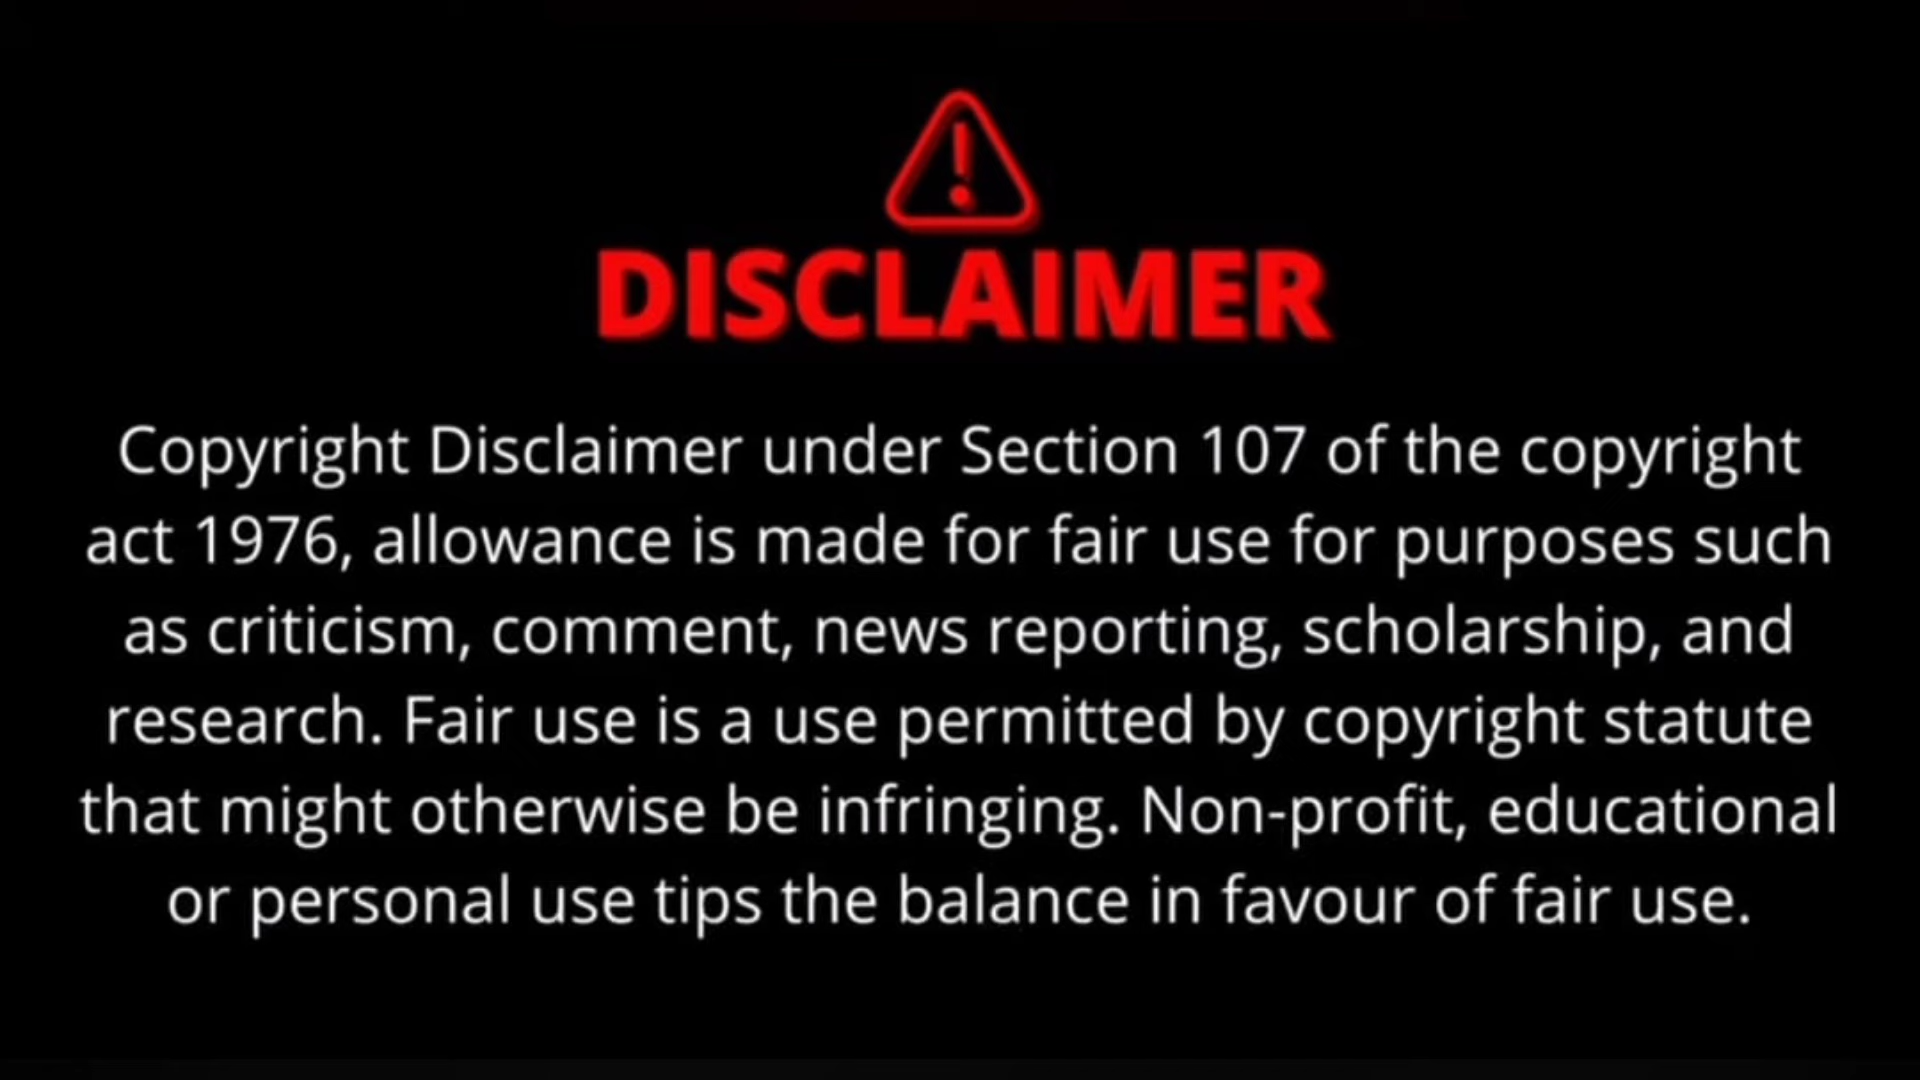 DISCLAIMER
Copyright Disclaimer under Section 107 of the copyright
act 1976, allowance is made for fair use for purposes such
as criticism, comment, news reporting, scholarship, and
research. Fair use is a use permitted by copyright statute
that might otherwise be infringing. Non-profit, educational
or personal use tips the balance in favour of fair use.